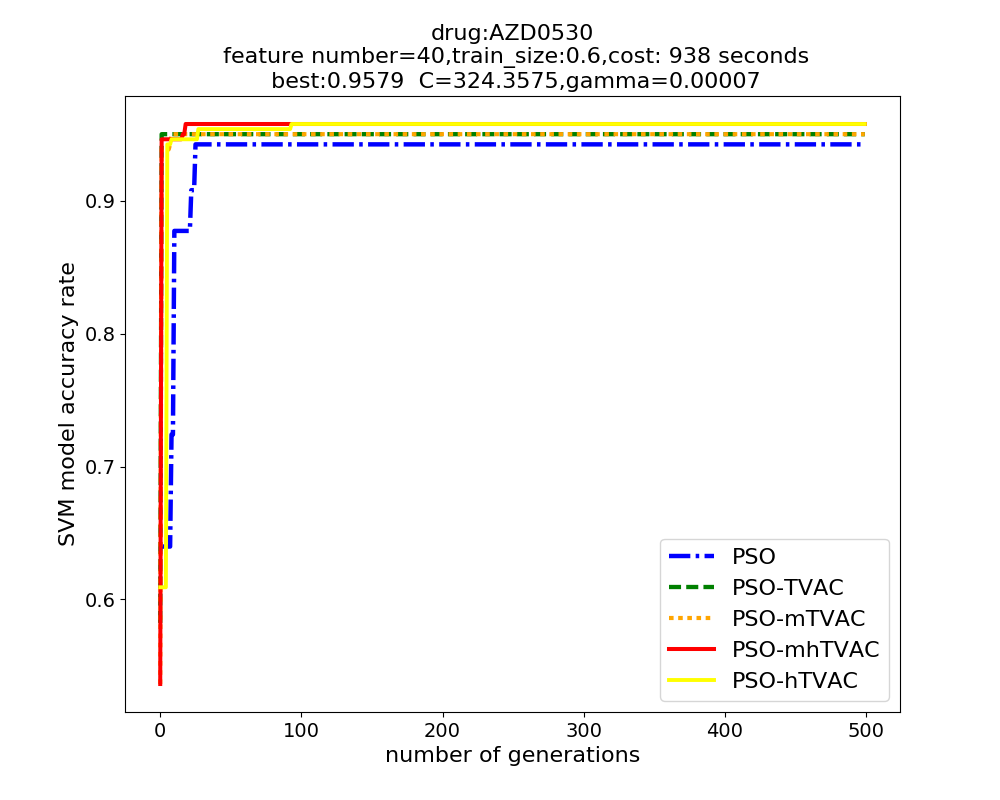 drug:AZD0530
feature number=40,train_size:0.6,cost: 938 seconds
best:0.9579  C=324.3575,gamma=0.00007
SVM model accuracy rate
0.9
0.8
0.7
0.6
PSO
PSO-TVAC
PSO-mTVAC
PSO-mhTVAC
PSO-hTVAC
0 100 200 300 400 500
number of generations